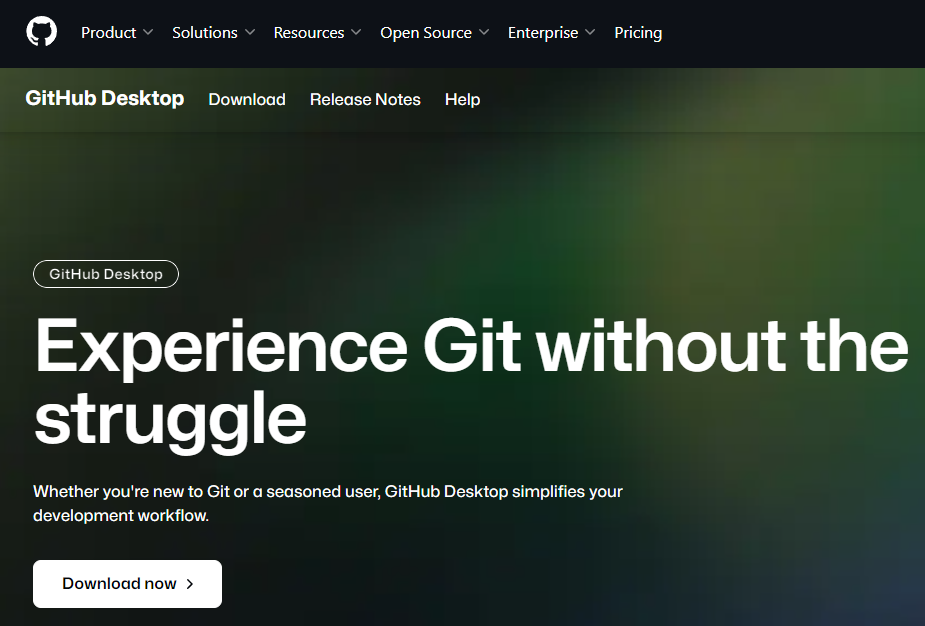 Product Solutions Resources Open Source Enterprise Pricing
GitHub Desktop Download Release Notes Help
GitHub Desktop
Experience Git without the
struggle
Whether you're new to Git or a seasoned user, GitHub Desktop simplifies your
development workflow.
Download now